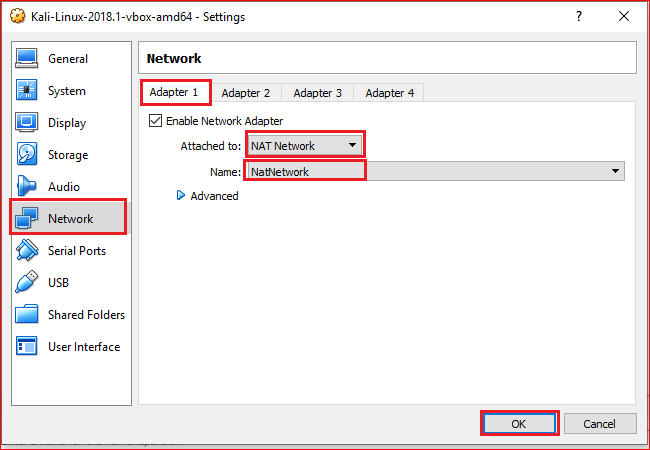 Kali-Linux-2018.1-vbox-amd64 - Settings
?
General
System
Display
Storage
Audio
Network
Serial Ports
USB
Shared Folders
User Interface
Network
Adapter 1 Adapter 2 Adapter 3 Adapter 4
Enable Network Adapter
Attached to: NAT Network
Name: NatNetwork
Advanced
OK Cancel